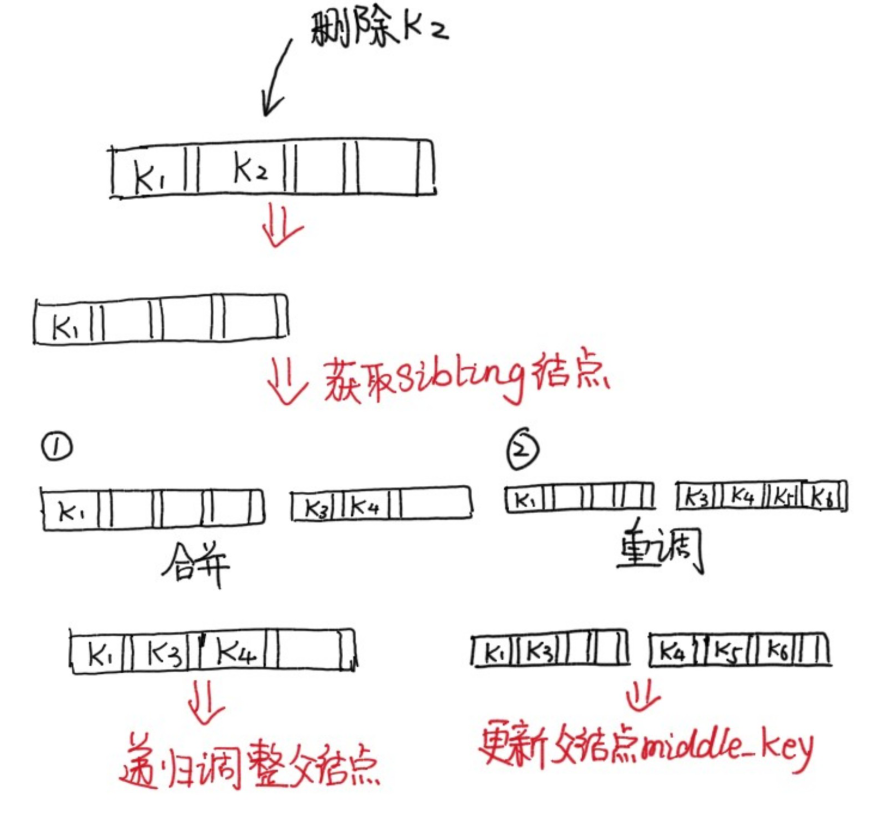 删除K2
K1 K2
K1
获取sibling结点
①
②
K1 K3 K4
K1 K3 K4 K5 K6
合并
重调
K1 K3 K4
K1 K3 K4 K5 K6
递归调整父结点
更新父结点middle_key